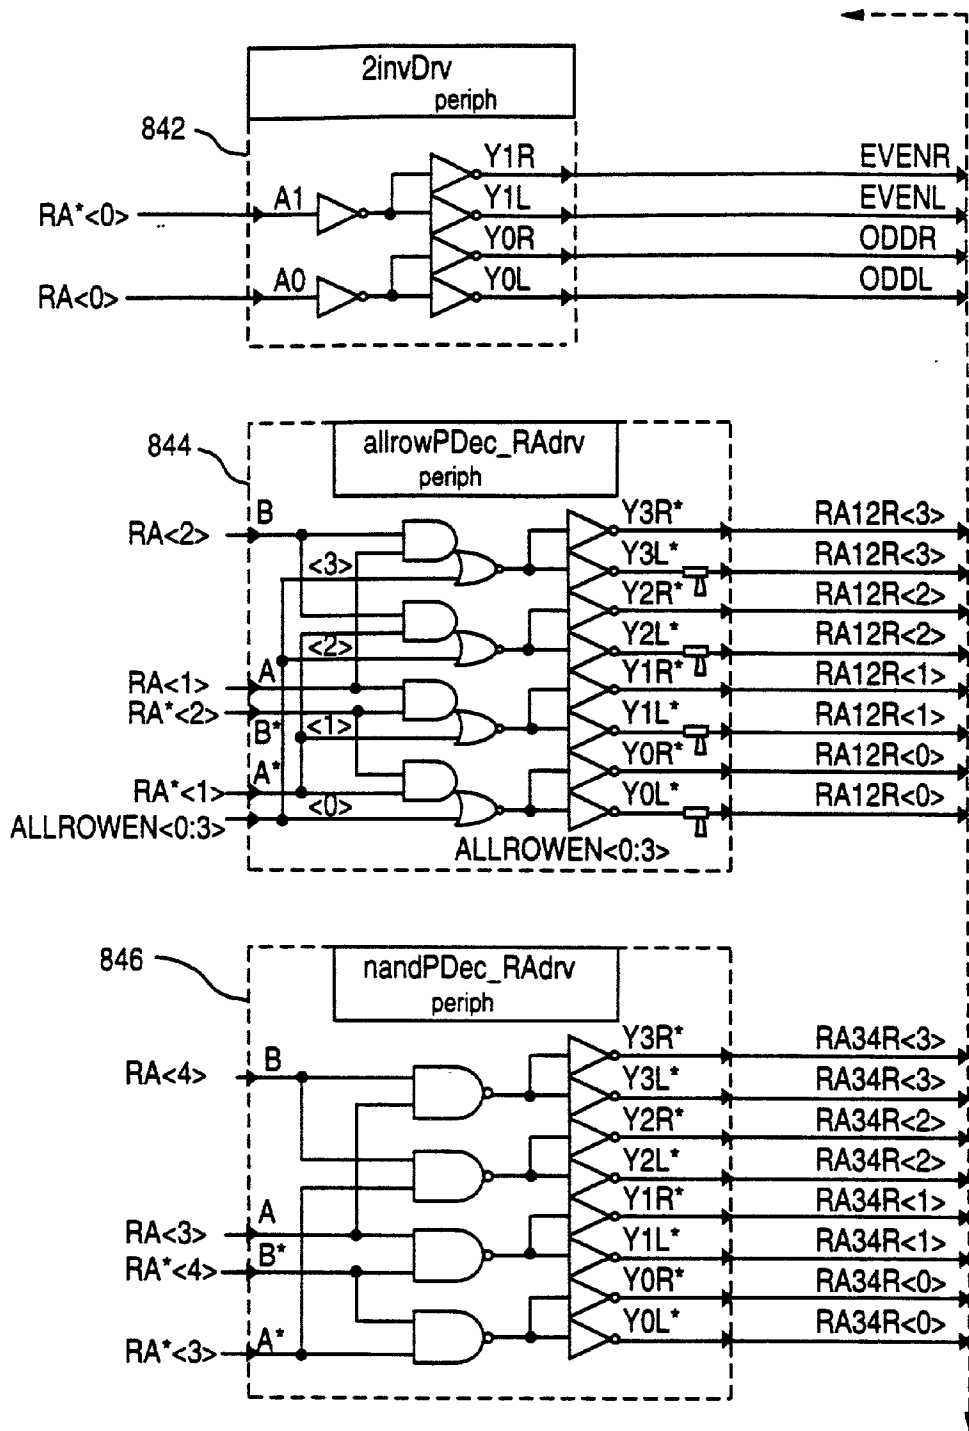 2invDrv
periph
842
RA*<0>
A1
Y1R
EVENR
Y1L
EVENL
Y0R
ODDR
RA<0>
A0
Y0L
ODDL
844
allrowPDec_RAdrv
periph
RA<2>
B
Y3R*
RA12R<3>
<3>
Y3L*
RA12R<3>
Y2R*
RA12R<2>
<2>
Y2L*
RA12R<2>
RA<1>
A
Y1R*
RA12R<1>
RA*<2>
B*
<1>
Y1L*
RA12R<1>
Y0R*
RA12R<0>
RA*<1>
A*
<0>
Y0L*
RA12R<0>
ALLROWEN<0:3>
ALLROWEN<0:3>
846
nandPDec_RAdrv
periph
Y3R*
RA34R<3>
RA<4>
B
Y3L*
RA34R<3>
Y2R*
RA34R<2>
Y2L*
RA34R<2>
Y1R*
RA34R<1>
RA<3>
A
Y1L*
RA34R<1>
RA*<4>
B*
Y0R*
RA34R<0>
Y0L*
RA34R<0>
RA*<3>
A*